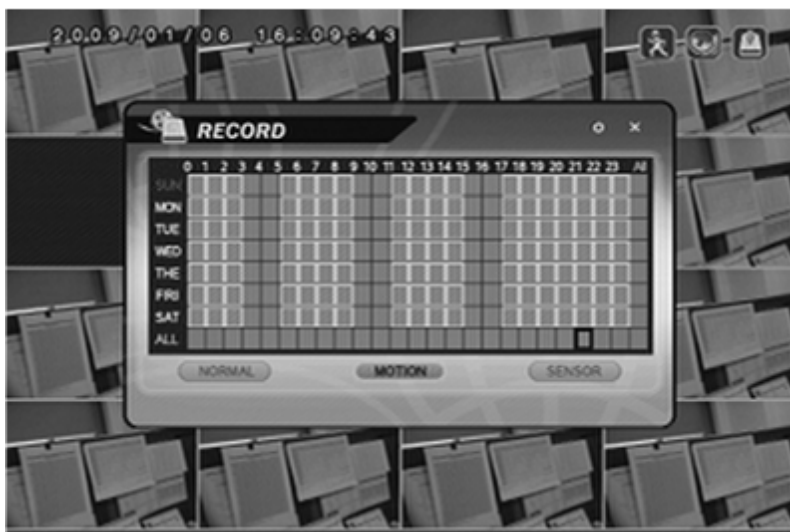 2009/01/06 16:09:43
RECORD
0 1 2 3 4 5 6 7 8 9 10 11 12 13 14 15 16 17 18 19 20 21 22 23 All
SUN
MON
TUE
WED
THE
FRI
SAT
ALL
NORMAL MOTION SENSOR